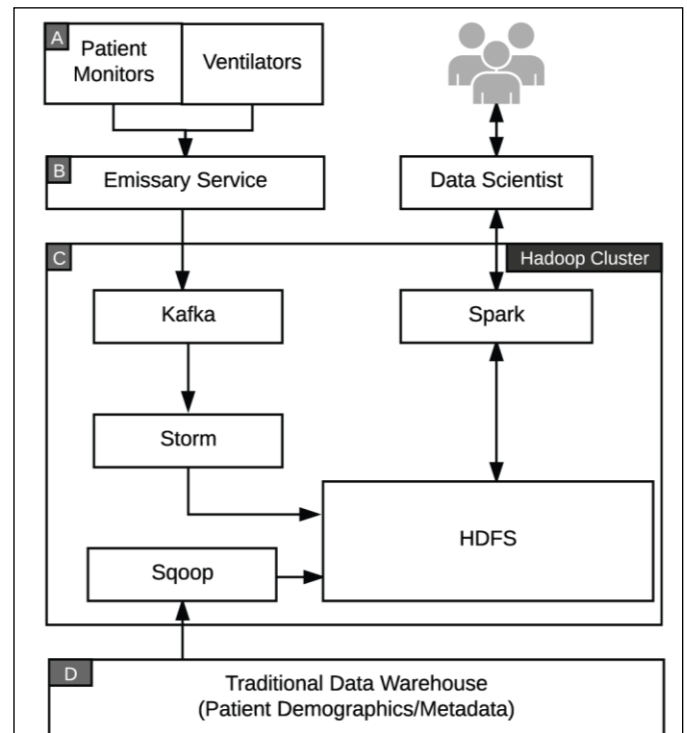 A
Patient
Monitors
Ventilators
B
Emissary Service
Data Scientist
C
Hadoop Cluster
Kafka
Spark
Storm
HDFS
Sqoop
D
Traditional Data Warehouse
(Patient Demographics/Metadata)